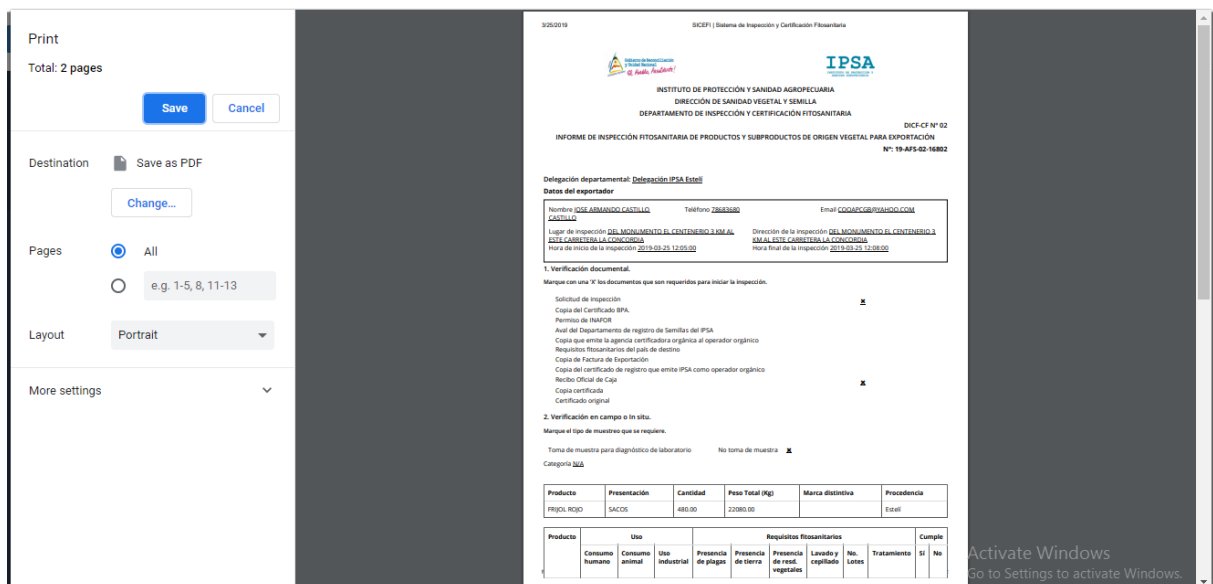 Print
Total: 2 pages
Save
Cancel
Destination
Save as PDF
Change...
Pages
All
e.g. 1-5, 8, 11-13
Layout
Portrait
More settings
3/25/2019
SICEFI | Sistema de Inspección y Certificación Fitosanitaria
Gobierno de Reconciliación
y Unidad Nacional
El Pueblo, Presidente!
IPSA
INSTITUTO DE PROTECCIÓN Y SANIDAD AGROPECUARIA
DIRECCIÓN DE SANIDAD VEGETAL Y SEMILLA
DEPARTAMENTO DE INSPECCIÓN Y CERTIFICACIÓN FITOSANITARIA
DICF-CF Nº 02
INFORME DE INSPECCIÓN FITOSANITARIA DE PRODUCTOS Y SUBPRODUCTOS DE ORIGEN VEGETAL PARA EXPORTACIÓN
Nº: 19-AFS-02-16802
Delegación departamental: Delegación IPSA Estelí
Datos del exportador
Nombre JOSE ARMANDO CASTILLO
CASTILLO
Teléfono 78683680
Email COOAPCGB@YAHOO.COM
Lugar de inspección DEL MONUMENTO EL CENTENERIO 3 KM AL
ESTE CARRETERA LA CONCORDIA
Dirección de la inspección DEL MONUMENTO EL CENTENERIO 3
KM AL ESTE CARRETERA LA CONCORDIA
Hora de inicio de la inspección 2019-03-25 12:05:00
Hora final de la inspección 2019-03-25 12:08:00
1. Verificación documental.
Marque con una 'X' los documentos que son requeridos para iniciar la inspección.
Solicitud de inspección x
Copia del Certificado BPA.
Permiso de INAFOR
Aval del Departamento de registro de Semillas del IPSA
Copia que emite la agencia certificadora orgánica al operador orgánico
Requisitos fitosanitarios del país de destino
Copia de Factura de Exportación
Copia del certificado de registro que emite IPSA como operador orgánico
Recibo Oficial de Caja x
Copia certificada
Certificado original
2. Verificación en campo o In situ.
Marque el tipo de muestreo que se requiere.
Toma de muestra para diagnóstico de laboratorio No toma de muestra x
Categoría N/A
Producto Presentación Cantidad Peso Total (Kg) Marca distintiva Procedencia
FRIJOL ROJO SACOS 480.00 22080.00 Estelí
Producto Uso Requisitos fitosanitarios Cumple
Consumo humano Consumo animal Uso industrial Presencia de plagas Presencia de tierra Presencia de resd. vegetales Lavado y cepillado No. Lotes Tratamiento Sí No
Activate Windows
Go to Settings to activate Windows.